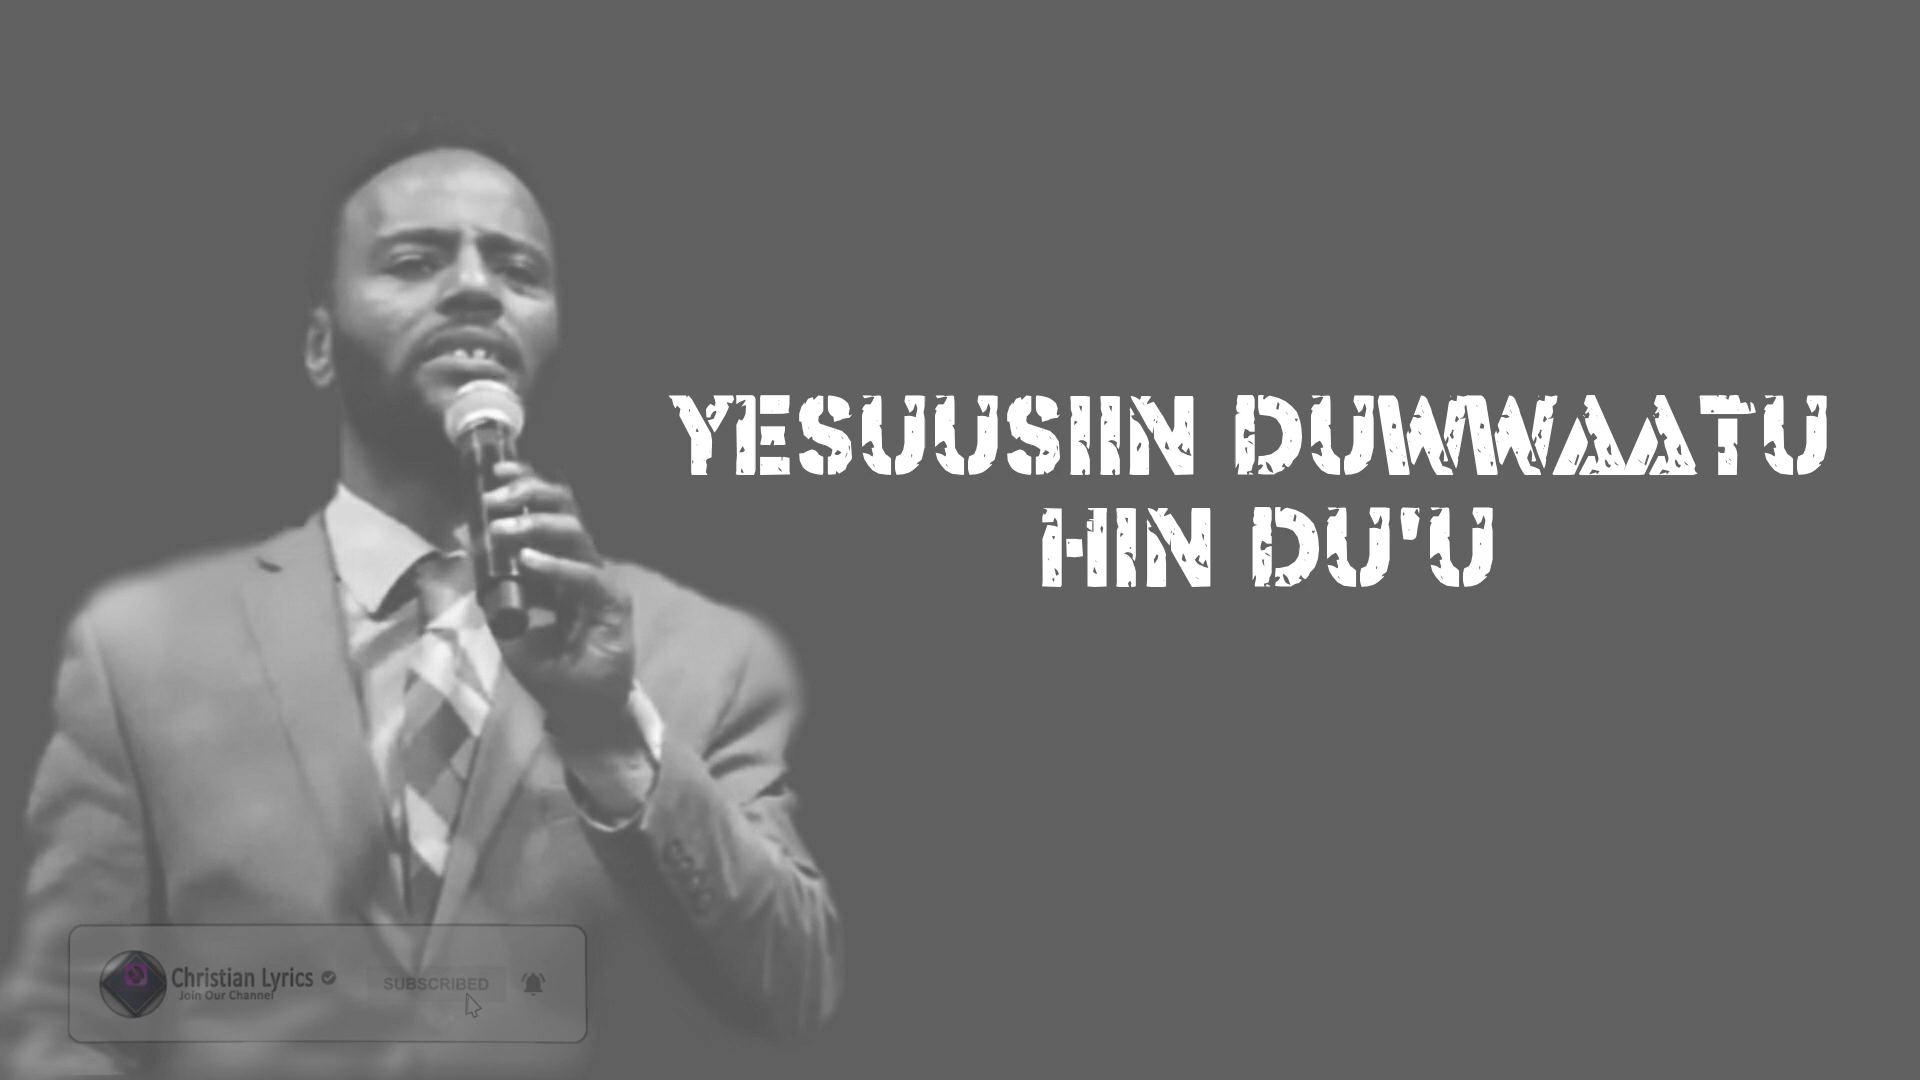 YESUUSIIN DUWWAATU
HIN DU'U
Christian Lyrics
Join Our Channel
SUBSCRIBED